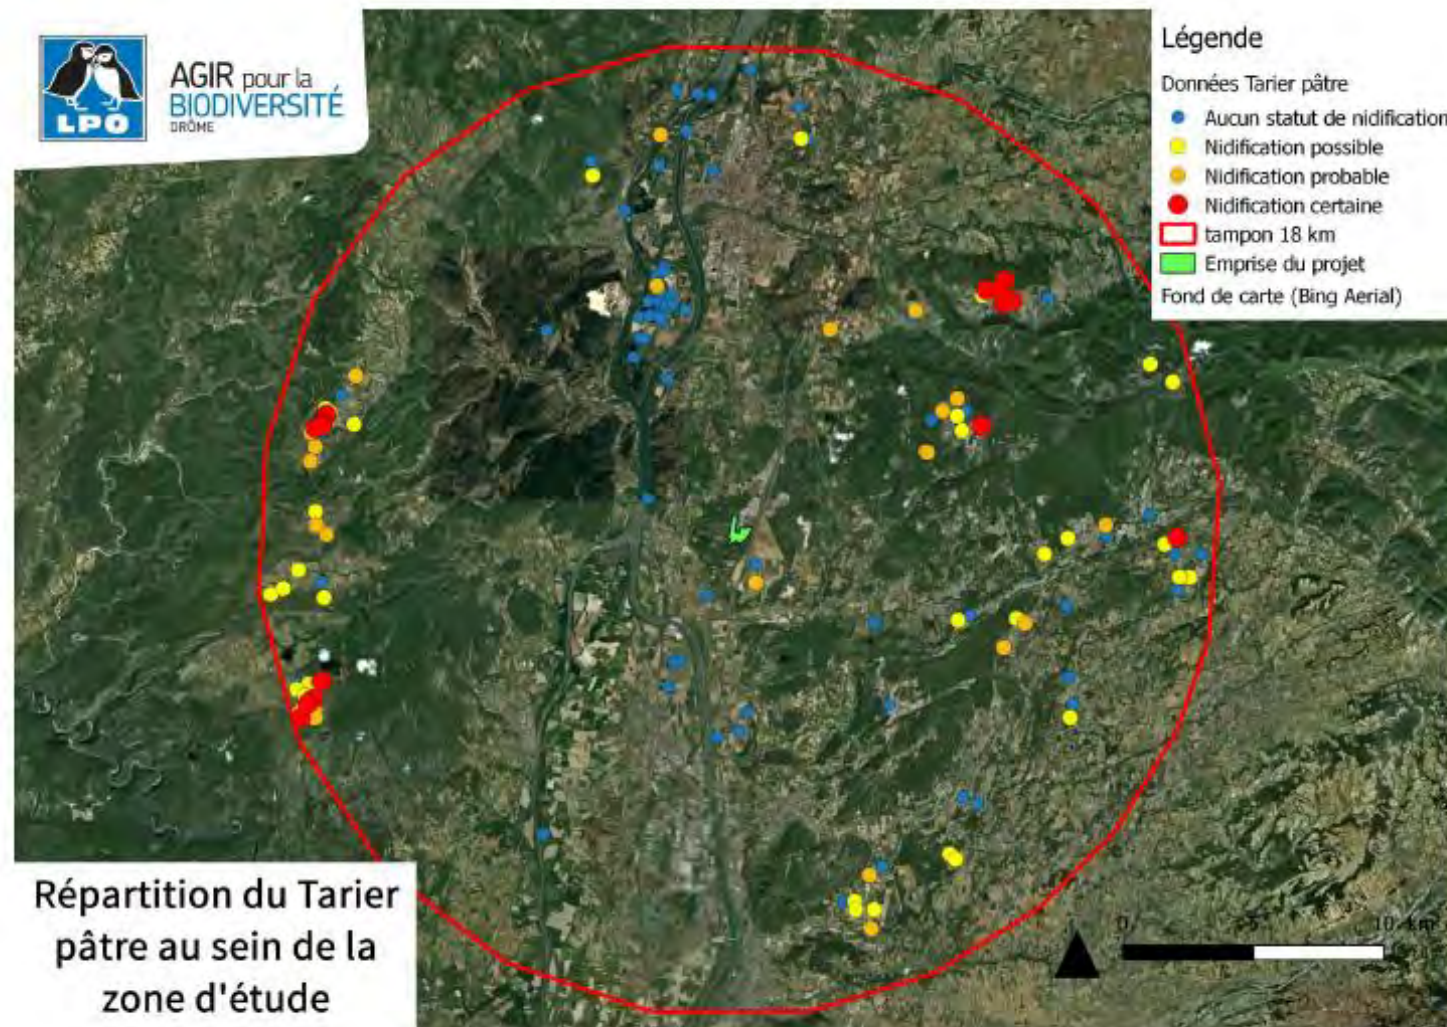 LPO
AGIR pour la
BIODIVERSITÉ
DRÔME
Légende
Données Tarier pâtre
Aucun statut de nidification
Nidification possible
Nidification probable
Nidification certaine
tampon 18 km
Emprise du projet
Fond de carte (Bing Aerial)
0 5 10 km
Répartition du Tarier
pâtre au sein de la
zone d'étude